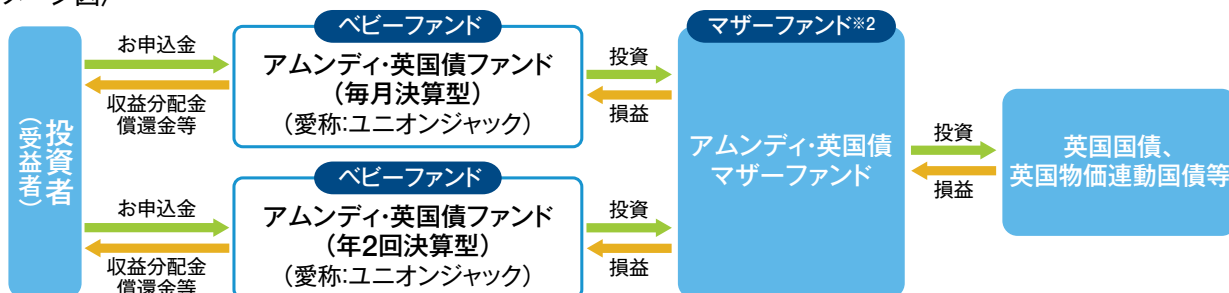 投資者
（受益者）
お申込金
収益分配金
償還金等
ベビーファンド
アムンディ・英国債ファンド
（毎月決算型）
（愛称：ユニオンジャック）
投資
損益
お申込金
収益分配金
償還金等
ベビーファンド
アムンディ・英国債ファンド
（年2回決算型）
（愛称：ユニオンジャック）
投資
損益
マザーファンド※2
アムンディ・英国債
マザーファンド
投資
損益
英国国債、
英国物価連動国債等